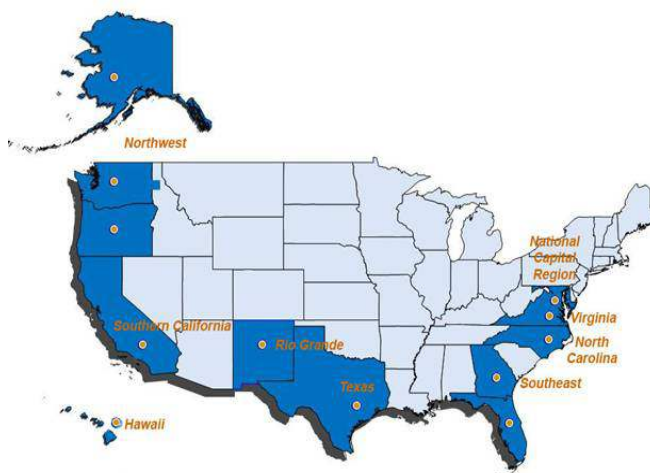 Northwest
National
Capital
Region
Southern California
Rio Grande
Virginia
North
Carolina
Texas
Southeast
Hawaii